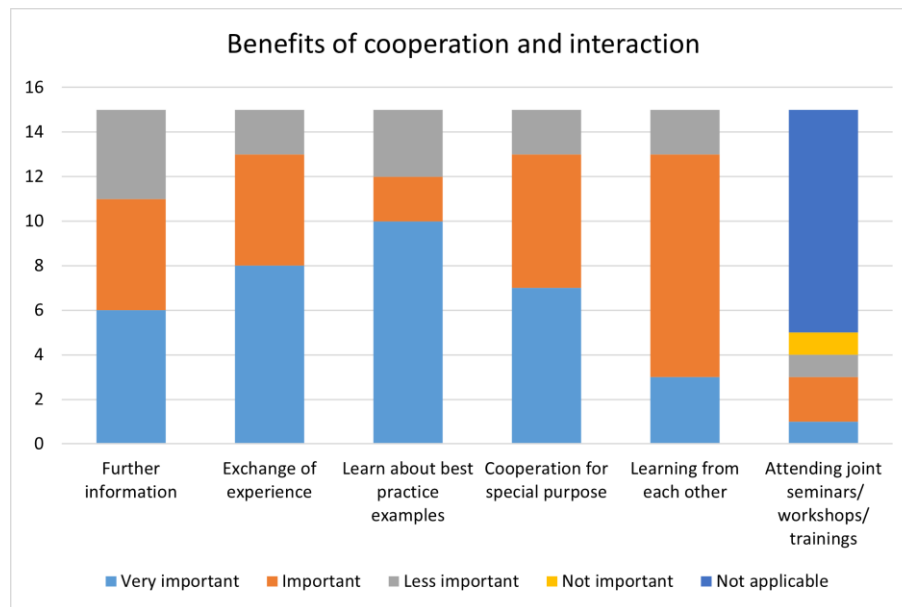 Benefits of cooperation and interaction
16
14
12
10
8
6
4
2
0
Further
information
Exchange of
experience
Learn about best
practice
examples
Cooperation for
special purpose
Learning from
each other
Attending joint
seminars/
workshops/
trainings
Very important
Important
Less important
Not important
Not applicable